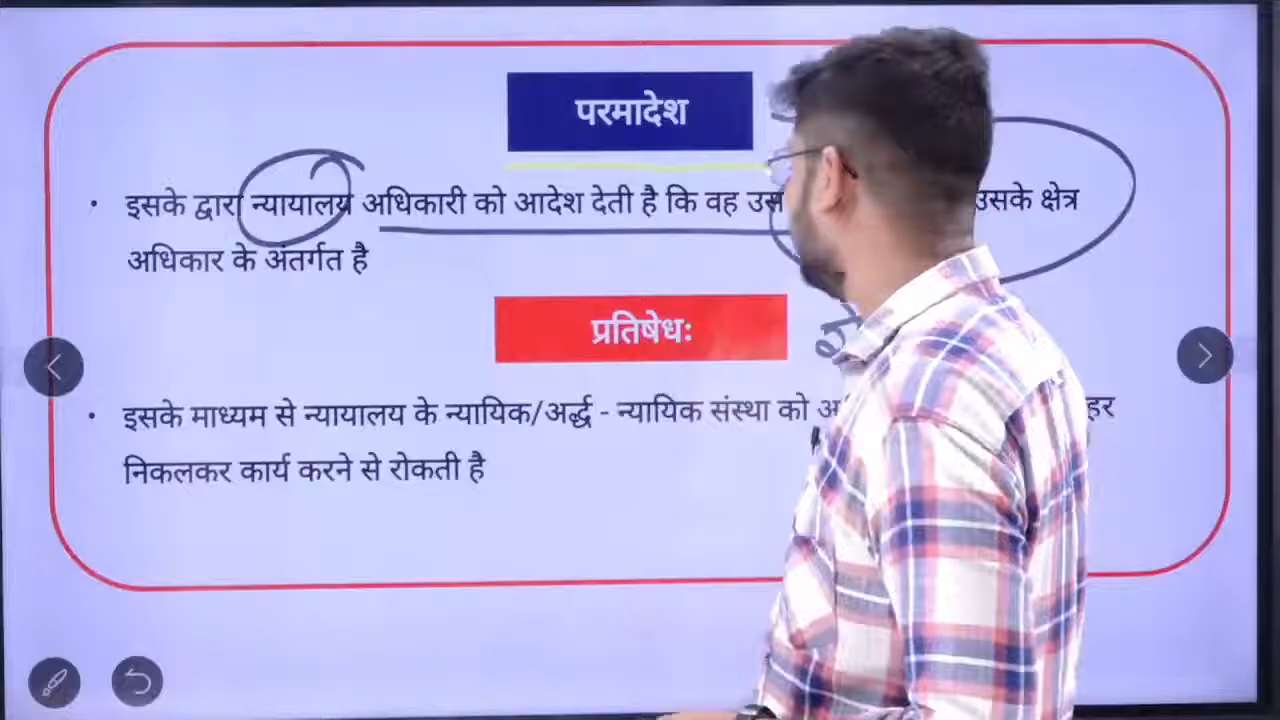 परमादेश
• इसके द्वारा न्यायालय अधिकारी को आदेश देती है कि वह उस उसके क्षेत्र
अधिकार के अंतर्गत है
प्रतिषेधः
• इसके माध्यम से न्यायालय के न्यायिक/अर्द्ध - न्यायिक संस्था को
निकलकर कार्य करने से रोकती है